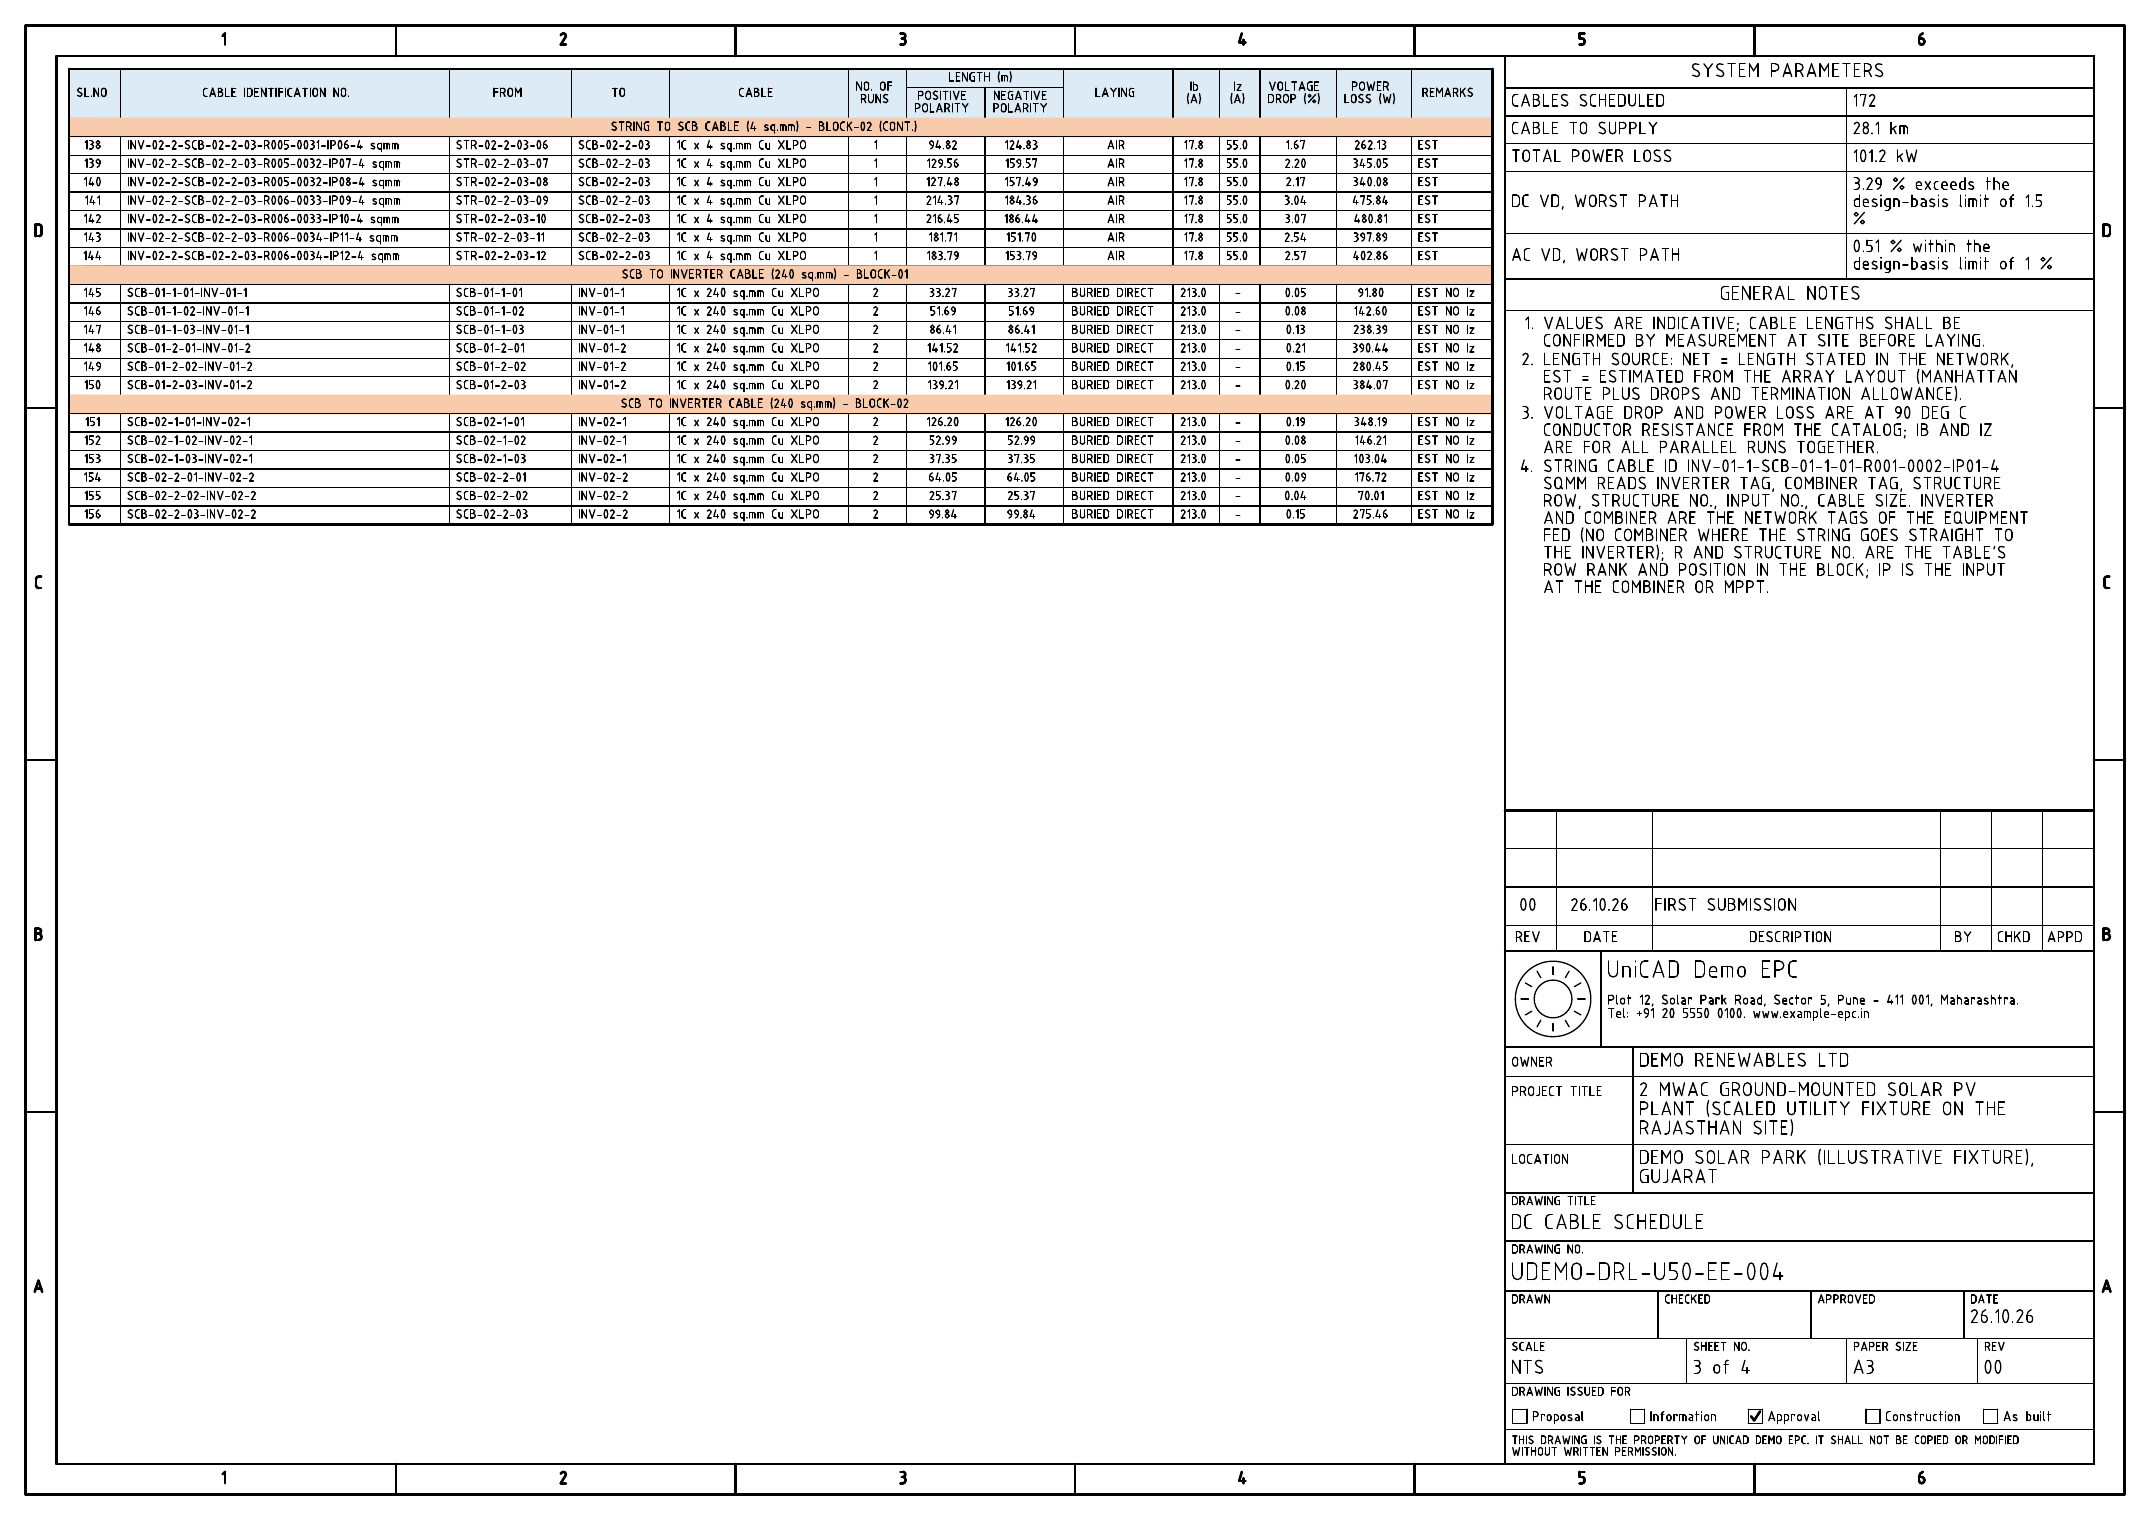 1 2 3 4 5 6
SL.NO CABLE IDENTIFICATION NO. FROM TO CABLE NO. OF RUNS LENGTH (m) POSITIVE POLARITY NEGATIVE POLARITY LAYING Ib (A) Iz (A) VOLTAGE DROP (%) POWER LOSS (W) REMARKS
STRING TO SCB CABLE (4 sq.mm) - BLOCK-02 (CONT.)
138 INV-02-2-SCB-02-2-03-R005-0031-IP06-4 sqmm STR-02-2-03-06 SCB-02-2-03 1C x 4 sq.mm Cu XLPO 1 94.82 124.83 AIR 17.8 55.0 1.67 262.13 EST
139 INV-02-2-SCB-02-2-03-R005-0032-IP07-4 sqmm STR-02-2-03-07 SCB-02-2-03 1C x 4 sq.mm Cu XLPO 1 129.56 159.57 AIR 17.8 55.0 2.20 345.05 EST
140 INV-02-2-SCB-02-2-03-R005-0032-IP08-4 sqmm STR-02-2-03-08 SCB-02-2-03 1C x 4 sq.mm Cu XLPO 1 127.48 157.49 AIR 17.8 55.0 2.17 340.08 EST
141 INV-02-2-SCB-02-2-03-R006-0033-IP09-4 sqmm STR-02-2-03-09 SCB-02-2-03 1C x 4 sq.mm Cu XLPO 1 214.37 184.36 AIR 17.8 55.0 3.04 475.84 EST
142 INV-02-2-SCB-02-2-03-R006-0033-IP10-4 sqmm STR-02-2-03-10 SCB-02-2-03 1C x 4 sq.mm Cu XLPO 1 216.45 186.44 AIR 17.8 55.0 3.07 480.81 EST
143 INV-02-2-SCB-02-2-03-R006-0034-IP11-4 sqmm STR-02-2-03-11 SCB-02-2-03 1C x 4 sq.mm Cu XLPO 1 181.71 151.70 AIR 17.8 55.0 2.54 397.89 EST
144 INV-02-2-SCB-02-2-03-R006-0034-IP12-4 sqmm STR-02-2-03-12 SCB-02-2-03 1C x 4 sq.mm Cu XLPO 1 183.79 153.79 AIR 17.8 55.0 2.57 402.86 EST
SCB TO INVERTER CABLE (240 sq.mm) - BLOCK-01
145 SCB-01-1-01-INV-01-1 SCB-01-1-01 INV-01-1 1C x 240 sq.mm Cu XLPO 2 33.27 33.27 BURIED DIRECT 213.0 - 0.05 91.80 EST NO Iz
146 SCB-01-1-02-INV-01-1 SCB-01-1-02 INV-01-1 1C x 240 sq.mm Cu XLPO 2 51.69 51.69 BURIED DIRECT 213.0 - 0.08 142.60 EST NO Iz
147 SCB-01-1-03-INV-01-1 SCB-01-1-03 INV-01-1 1C x 240 sq.mm Cu XLPO 2 86.41 86.41 BURIED DIRECT 213.0 - 0.13 238.39 EST NO Iz
148 SCB-01-2-01-INV-01-2 SCB-01-2-01 INV-01-2 1C x 240 sq.mm Cu XLPO 2 141.52 141.52 BURIED DIRECT 213.0 - 0.21 390.44 EST NO Iz
149 SCB-01-2-02-INV-01-2 SCB-01-2-02 INV-01-2 1C x 240 sq.mm Cu XLPO 2 101.65 101.65 BURIED DIRECT 213.0 - 0.15 280.45 EST NO Iz
150 SCB-01-2-03-INV-01-2 SCB-01-2-03 INV-01-2 1C x 240 sq.mm Cu XLPO 2 139.21 139.21 BURIED DIRECT 213.0 - 0.20 384.07 EST NO Iz
SCB TO INVERTER CABLE (240 sq.mm) - BLOCK-02
151 SCB-02-1-01-INV-02-1 SCB-02-1-01 INV-02-1 1C x 240 sq.mm Cu XLPO 2 126.20 126.20 BURIED DIRECT 213.0 - 0.19 348.19 EST NO Iz
152 SCB-02-1-02-INV-02-1 SCB-02-1-02 INV-02-1 1C x 240 sq.mm Cu XLPO 2 52.99 52.99 BURIED DIRECT 213.0 - 0.08 146.21 EST NO Iz
153 SCB-02-1-03-INV-02-1 SCB-02-1-03 INV-02-1 1C x 240 sq.mm Cu XLPO 2 37.35 37.35 BURIED DIRECT 213.0 - 0.05 103.04 EST NO Iz
154 SCB-02-2-01-INV-02-2 SCB-02-2-01 INV-02-2 1C x 240 sq.mm Cu XLPO 2 64.05 64.05 BURIED DIRECT 213.0 - 0.09 176.72 EST NO Iz
155 SCB-02-2-02-INV-02-2 SCB-02-2-02 INV-02-2 1C x 240 sq.mm Cu XLPO 2 25.37 25.37 BURIED DIRECT 213.0 - 0.04 70.01 EST NO Iz
156 SCB-02-2-03-INV-02-2 SCB-02-2-03 INV-02-2 1C x 240 sq.mm Cu XLPO 2 99.84 99.84 BURIED DIRECT 213.0 - 0.15 275.46 EST NO Iz
SYSTEM PARAMETERS
CABLES SCHEDULED 172
CABLE TO SUPPLY 28.1 km
TOTAL POWER LOSS 101.2 kW
DC VD, WORST PATH 3.29 % exceeds the
design-basis limit of 1.5
%
AC VD, WORST PATH 0.51 % within the
design-basis limit of 1 %
GENERAL NOTES
1. VALUES ARE INDICATIVE; CABLE LENGTHS SHALL BE
CONFIRMED BY MEASUREMENT AT SITE BEFORE LAYING.
2. LENGTH SOURCE: NET = LENGTH STATED IN THE NETWORK,
EST = ESTIMATED FROM THE ARRAY LAYOUT (MANHATTAN
ROUTE PLUS DROPS AND TERMINATION ALLOWANCE).
3. VOLTAGE DROP AND POWER LOSS ARE AT 90 DEG C
CONDUCTOR RESISTANCE FROM THE CATALOG; IB AND IZ
ARE FOR ALL PARALLEL RUNS TOGETHER.
4. STRING CABLE ID INV-01-1-SCB-01-1-01-R001-0002-IP01-4
SQMM READS INVERTER TAG, COMBINER TAG, STRUCTURE
ROW, STRUCTURE NO., INPUT NO., CABLE SIZE. INVERTER
AND COMBINER ARE THE NETWORK TAGS OF THE EQUIPMENT
FED (NO COMBINER WHERE THE STRING GOES STRAIGHT TO
THE INVERTER); R AND STRUCTURE NO. ARE THE TABLE'S
ROW RANK AND POSITION IN THE BLOCK; IP IS THE INPUT
AT THE COMBINER OR MPPT.
00 26.10.26 FIRST SUBMISSION
REV DATE DESCRIPTION BY CHKD APPD
UniCAD Demo EPC
Plot 12, Solar Park Road, Sector 5, Pune - 411 001, Maharashtra.
Tel: +91 20 5550 0100. www.example-epc.in
OWNER DEMO RENEWABLES LTD
PROJECT TITLE 2 MWAC GROUND-MOUNTED SOLAR PV
PLANT (SCALED UTILITY FIXTURE ON THE
RAJASTHAN SITE)
LOCATION DEMO SOLAR PARK (ILLUSTRATIVE FIXTURE),
GUJARAT
DRAWING TITLE
DC CABLE SCHEDULE
DRAWING NO.
UDEMO-DRL-U50-EE-004
DRAWN CHECKED APPROVED DATE
26.10.26
SCALE SHEET NO. PAPER SIZE REV
NTS 3 of 4 A3 00
DRAWING ISSUED FOR
Proposal Information Approval Construction As built
THIS DRAWING IS THE PROPERTY OF UNICAD DEMO EPC. IT SHALL NOT BE COPIED OR MODIFIED
WITHOUT WRITTEN PERMISSION.
D D
C C
B B
A A
1 2 3 4 5 6